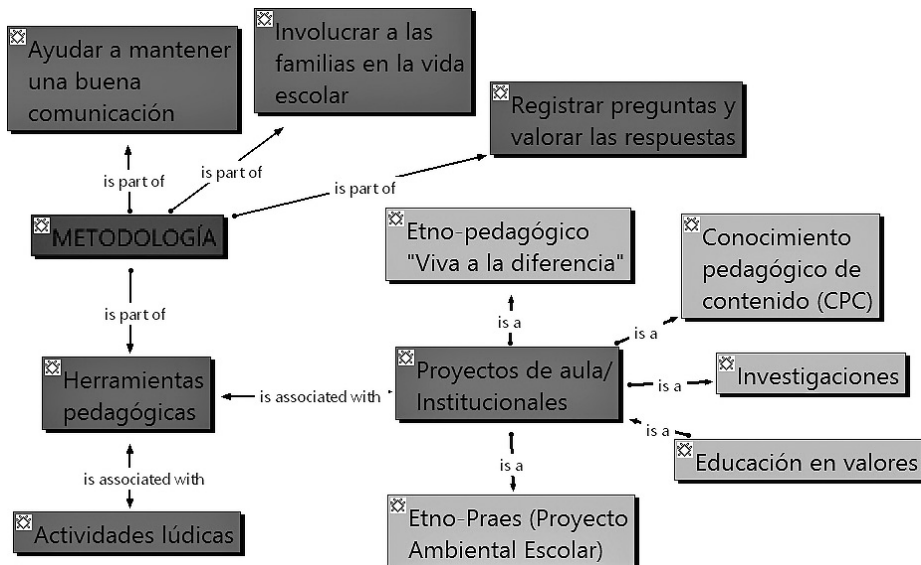 Ayudar a mantener
una buena
comunicación
Involucrar a las
familias en la vida
escolar
Registrar preguntas y
valorar las respuestas
is part of
is part of
is part of
METODOLOGÍA
Etno-pedagógico
"Viva a la diferencia"
Conocimiento
pedagógico de
contenido (CPC)
is part of
is a
is a
Herramientas
pedagógicas
is associated with
Proyectos de aula/
Institucionales
is a
Investigaciones
is a
Educación en valores
is associated with
is a
Actividades lúdicas
Etno-Praes (Proyecto
Ambiental Escolar)